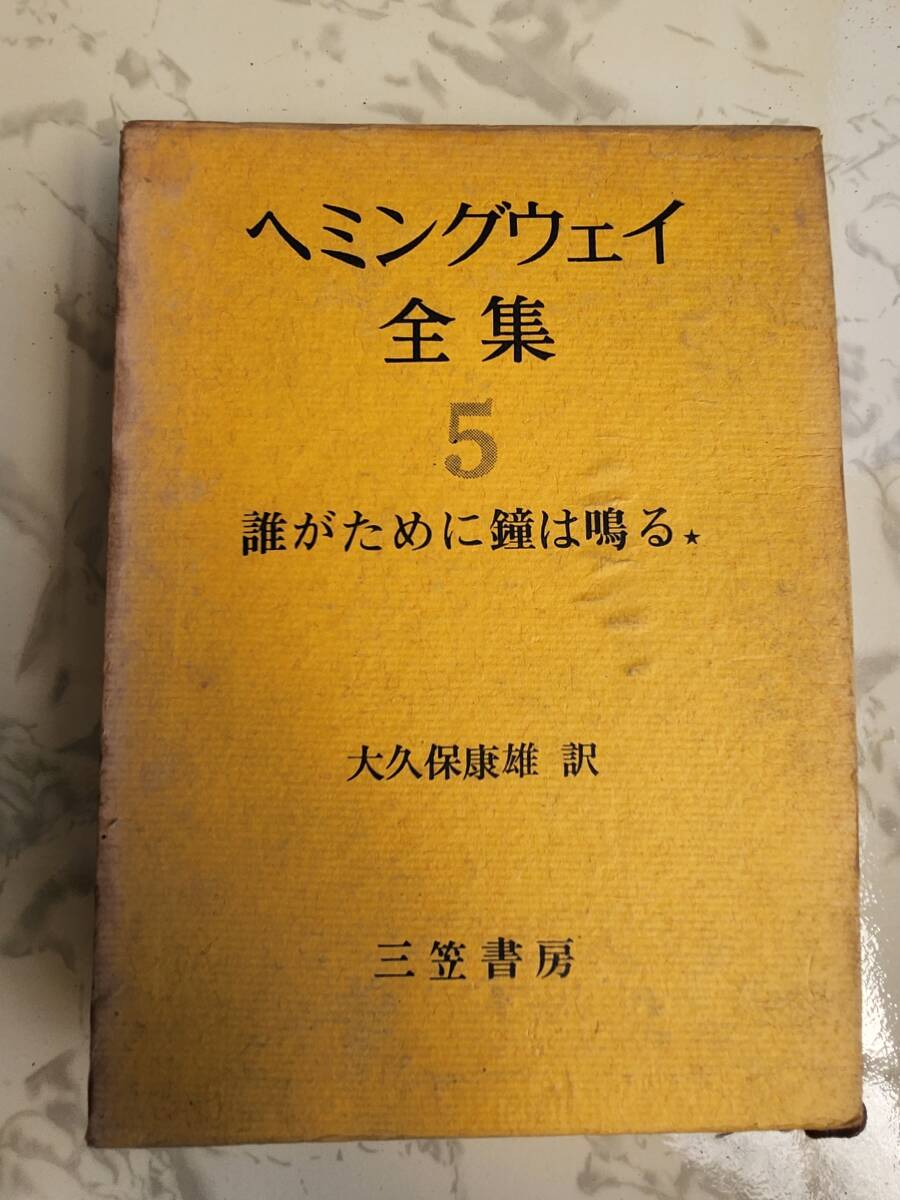 ヘミングウェイ
全集
5
誰がために鐘は鳴る★
大久保康雄 訳
三笠書房